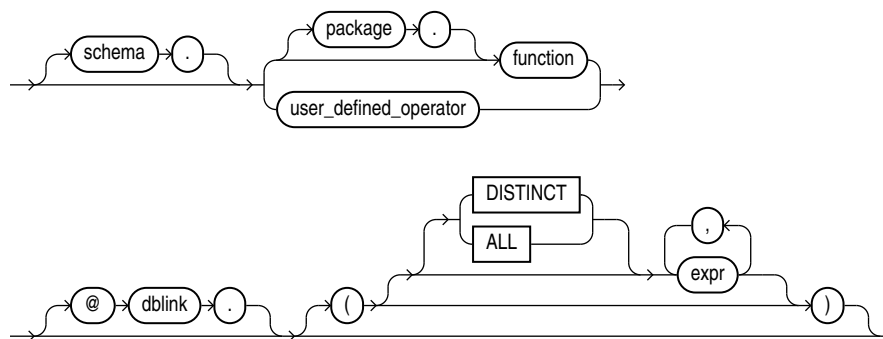 package .
schema . function
user_defined_operator
DISTINCT
ALL ,
expr
@ dblink . ( )